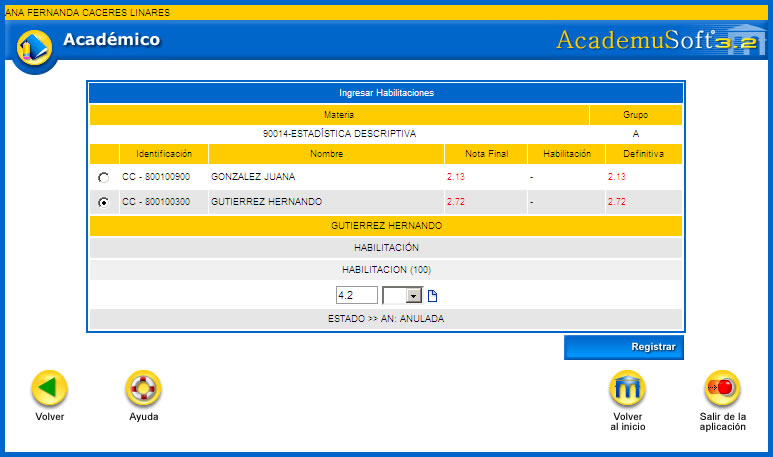 ANA FERNANDA CACERES LINARES
Académico
AcademuSoft 3.2
Ingresar Habilitaciones
Materia Grupo
90014-ESTADÍSTICA DESCRIPTIVA A
Identificación Nombre Nota Final Habilitación Definitiva
CC - 800100900 GONZALEZ JUANA 2.13 - 2.13
CC - 800100300 GUTIERREZ HERNANDO 2.72 - 2.72
GUTIERREZ HERNANDO
HABILITACIÓN
HABILITACION (100)
4.2
ESTADO >> AN: ANULADA
Registrar
Volver
Ayuda
Volver
al inicio
Salir de la
aplicación